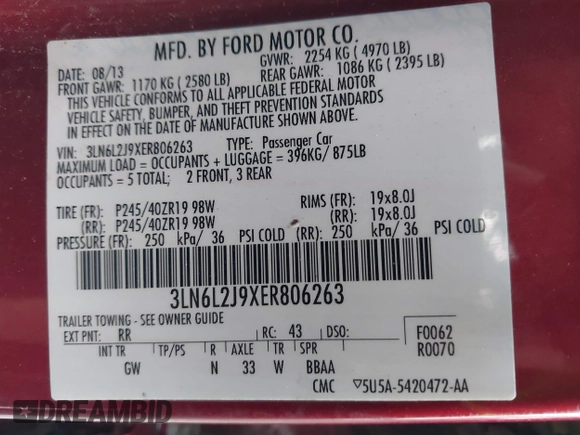 MFD. BY FORD MOTOR CO.
DATE: 08/13 GVWR: 2254 KG ( 4970 LB)
FRONT GAWR: 1170 KG ( 2580 LB) REAR GAWR: 1086 KG ( 2395 LB)
THIS VEHICLE CONFORMS TO ALL APPLICABLE FEDERAL MOTOR
VEHICLE SAFETY, BUMPER, AND THEFT PREVENTION STANDARDS
IN EFFECT ON THE DATE OF MANUFACTURE SHOWN ABOVE.
VIN: 3LN6L2J9XER806263 TYPE: Passenger Car
MAXIMUM LOAD = OCCUPANTS + LUGGAGE = 396KG/ 875LB
OCCUPANTS = 5 TOTAL; 2 FRONT, 3 REAR
TIRE (FR): P245/40ZR19 98W RIMS (FR): 19x8.0J
(RR): P245/40ZR19 98W (RR): 19x8.0J
PRESSURE (FR): 250 kPa/ 36 PSI COLD (RR): 250 kPa/ 36 PSI COLD
3LN6L2J9XER806263
TRAILER TOWING - SEE OWNER GUIDE
EXT PNT: RR RC: 43 DSO: F0062
INT TR TP/PS R AXLE TR SPR R0070
GW N 33 W BBAA
CMC ▽5U5A-5420472-AA
DREAMBID